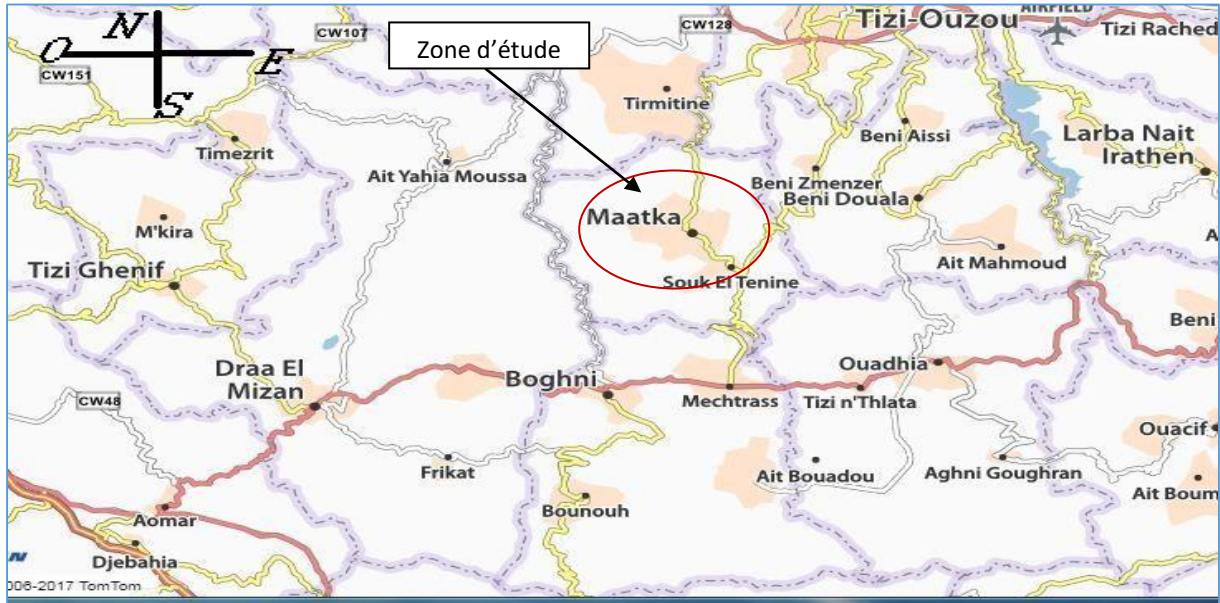 N
O
E
S
CW151
CW107
Zone d'étude
CW128
Tizi-Ouzou
AIRFIELD
Tizi Rached
Tirmitine
Timezrit
Ait Yahia Moussa
Beni Aissi
Larba Nait
Irathen
Beni Zmenzer
Beni Douala
M'kira
Maatka
A
Tizi Ghenif
Souk El Tenine
Ait Mahmoud
Beni
Draa El
Mizan
Boghni
Ouadhia
CW48
Mechtrass
Tizi n'Thlata
Ouacif
Frikat
Ait Bouadou
Aghni Goughran
Ait Boum
Bounouh
Aomar
Djebahia
N
006-2017 TomTom